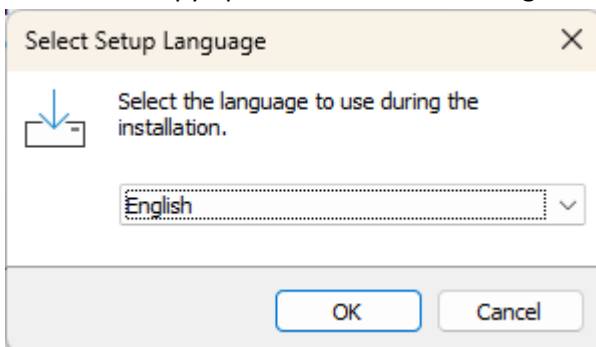 Select Setup Language
Select the language to use during the
installation.
English
OK
Cancel